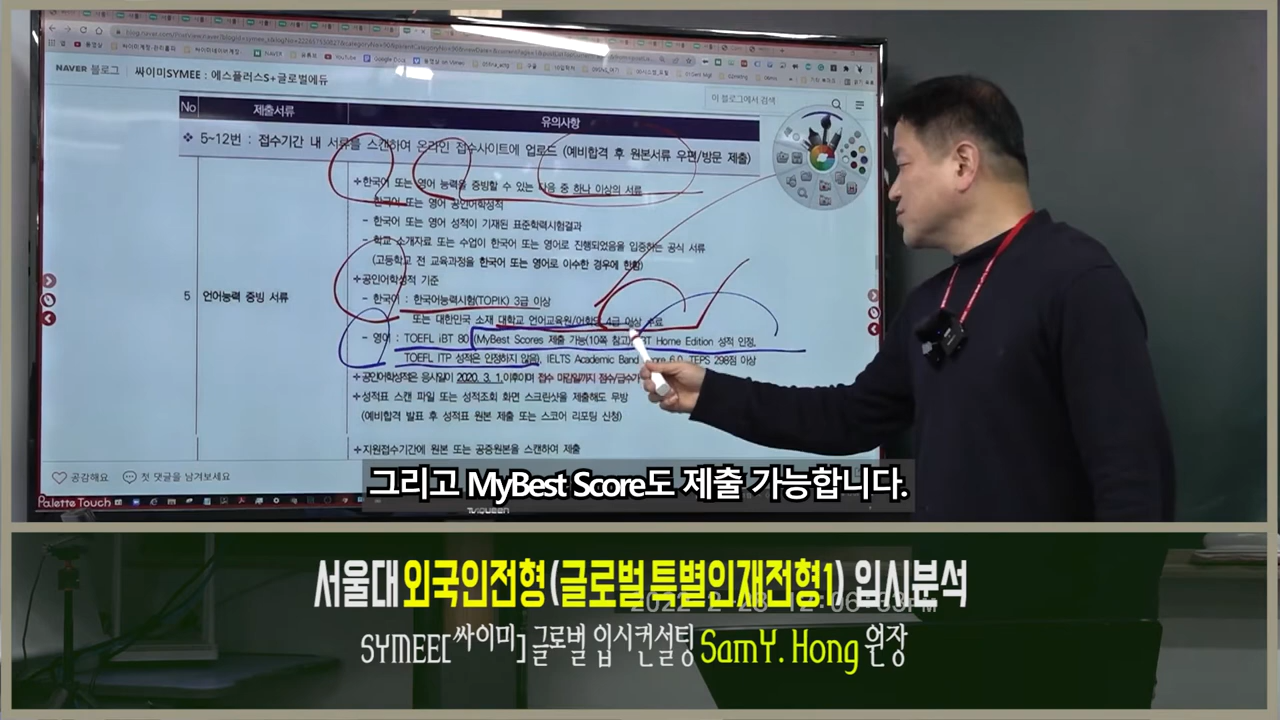 NAVER 블로그 싸이미SYMEE : 에스플러스S+글로벌에듀
이 블로그에서 검색
No 제출서류 유의사항
❖ 5~12번 : 접수기간 내 서류를 스캔하여 온라인 접수사이트에 업로드 (예비합격 후 원본서류 우편/방문 제출)
5 언어능력 증빙 서류
✢한국어 또는 영어 능력을 증빙할 수 있는 다음 중 하나 이상의 서류
- 한국어 또는 영어 공인어학성적
- 한국어 또는 영어 성적이 기재된 표준학력시험결과
- 학교 소개자료 또는 수업이 한국어 또는 영어로 진행되었음을 입증하는 공식 서류
(고등학교 전 교육과정을 한국어 또는 영어로 이수한 경우에 한함)
✢공인어학성적 기준
- 한국어 : 한국어능력시험(TOPIK) 3급 이상
또는 대한민국 소재 대학교 언어교육원/어학당 4급 이상 수료
- 영어 : TOEFL iBT 80 (MyBest Scores 제출 가능(10쪽 참고), iBT Home Edition 성적 인정,
TOEFL ITP 성적은 인정하지 않음), IELTS Academic Band Score 6.0, TEPS 298점 이상
✢공인어학성적은 응시일이 2020. 3. 1.이후이며 접수 마감일까지 점수/급수가
✢성적표 스캔 파일 또는 성적조회 화면 스크린샷을 제출해도 무방
(예비합격 발표 후 성적표 원본 제출 또는 스코어 리포팅 신청)
✢지원접수기간에 원본 또는 공증원본을 스캔하여 제출
공감해요 첫 댓글을 남겨보세요
PaletteTouch
그리고 MyBest Score도 제출 가능합니다.
서울대 외국인전형 (글로벌 특별인재전형1) 입시분석
SYMEE[싸이미] 글로벌 입시컨설팅 Sam Y. Hong 원장